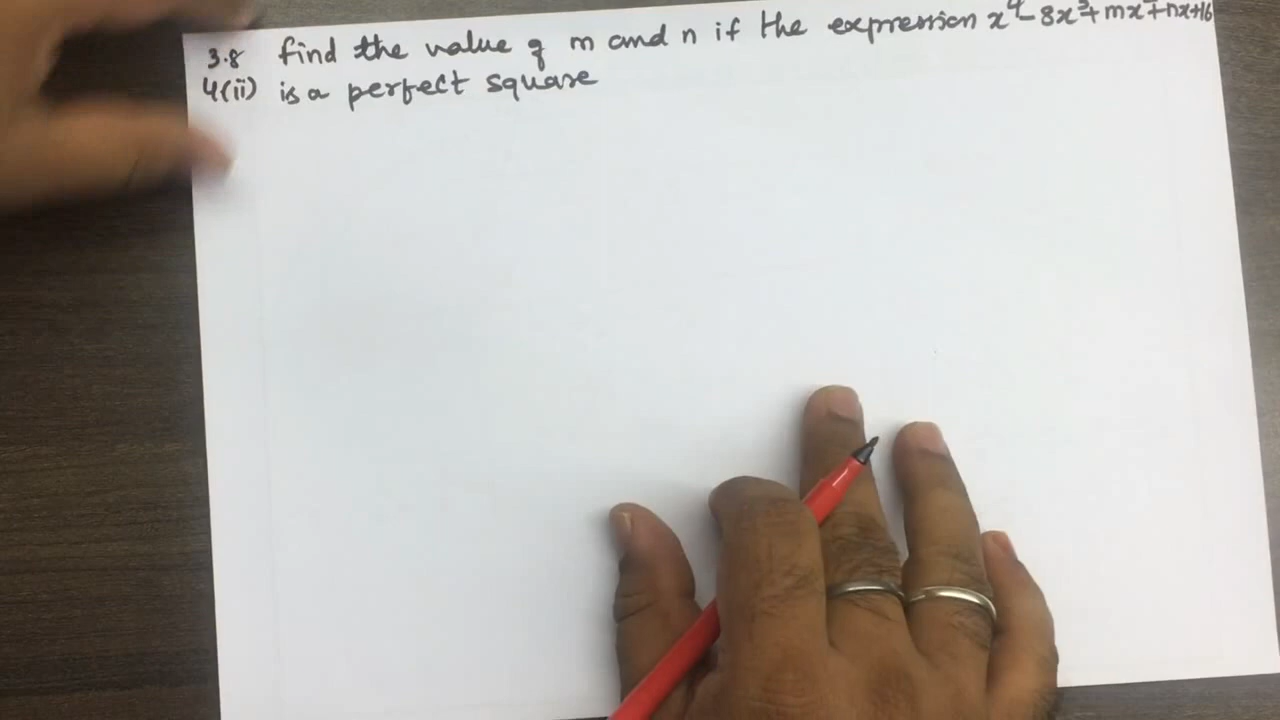 3.8 find the value of m and n if the expression x⁴ - 8x³ + mx² + nx + 16
4(ii) is a perfect square